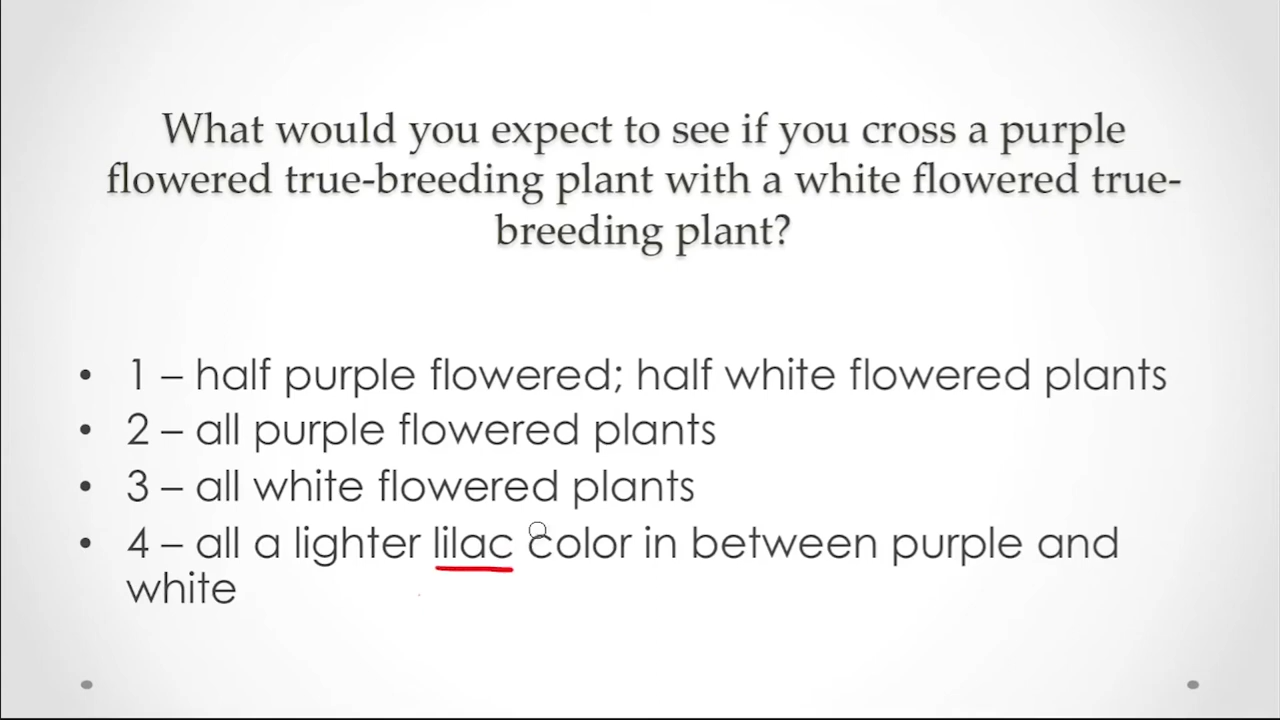 What would you expect to see if you cross a purple
flowered true-breeding plant with a white flowered true-
breeding plant?
• 1 – half purple flowered; half white flowered plants
• 2 – all purple flowered plants
• 3 – all white flowered plants
• 4 – all a lighter lilac color in between purple and
white